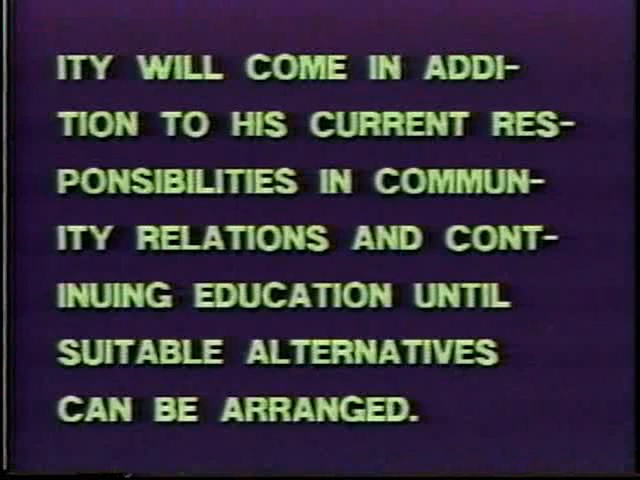 ITY WILL COME IN ADDI-
TION TO HIS CURRENT RES-
PONSIBILITIES IN COMMUN-
ITY RELATIONS AND CONT-
INUING EDUCATION UNTIL
SUITABLE ALTERNATIVES
CAN BE ARRANGED.